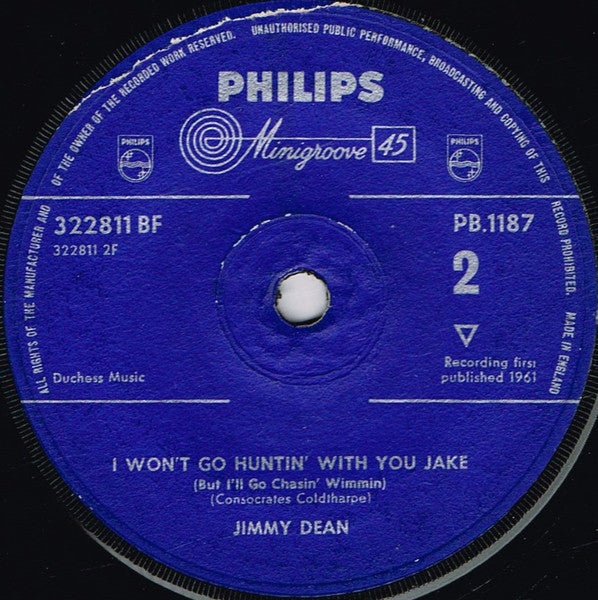 ALL RIGHTS OF THE MANUFACTURER AND OF THE OWNER OF THE RECORDED WORK RESERVED. UNAUTHORISED PUBLIC PERFORMANCE, BROADCASTING AND COPYING OF THIS RECORD PROHIBITED. MADE IN ENGLAND
PHILIPS
Minigroove 45
PHILIPS
PHILIPS
322811 BF
PB.1187
322811 2F
2
Duchess Music
Recording first
published 1961
I WON'T GO HUNTIN' WITH YOU JAKE
(But I'll Go Chasin' Wimmin)
(Consocrates Coldtharpe)
JIMMY DEAN